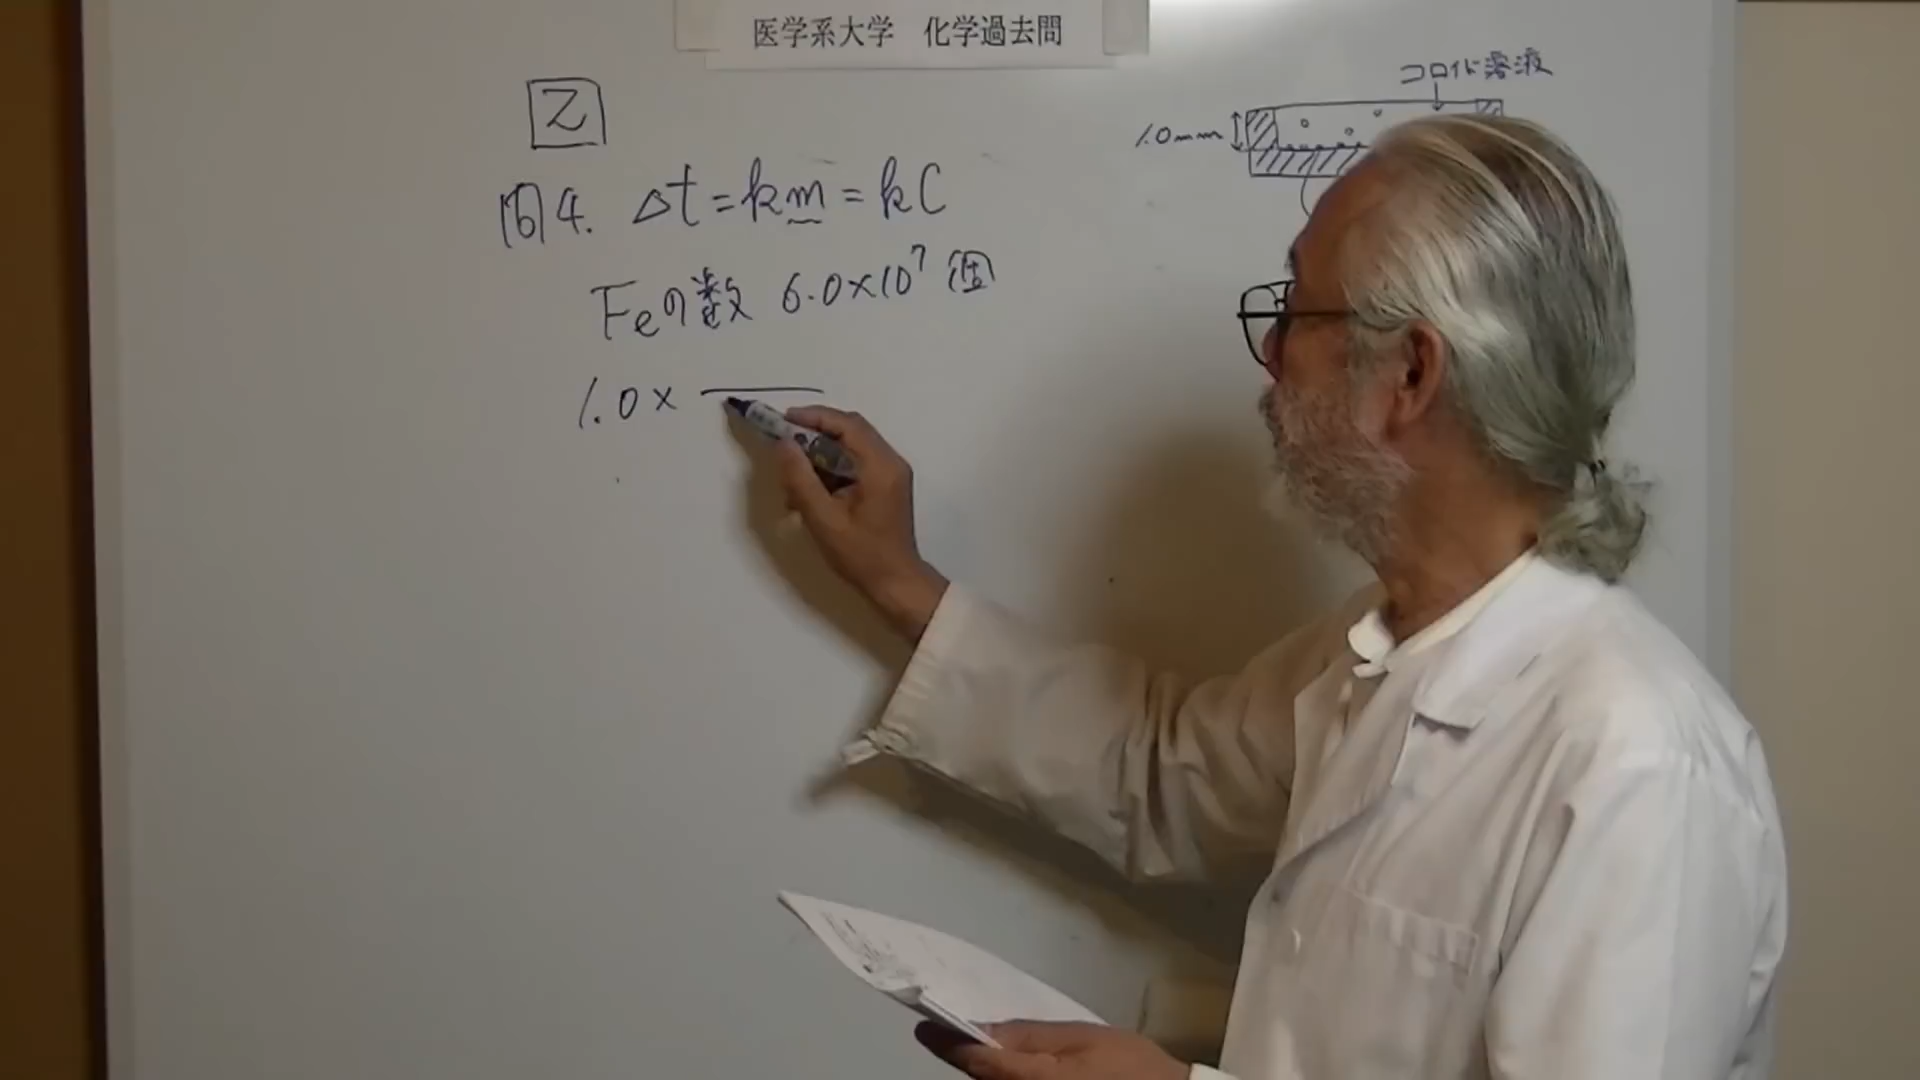 医学系大学 化学過去問
Z
コロイド溶液
1.0mm
問4. Δt=km=kC
Feの数 6.0×10⁷個
1.0×